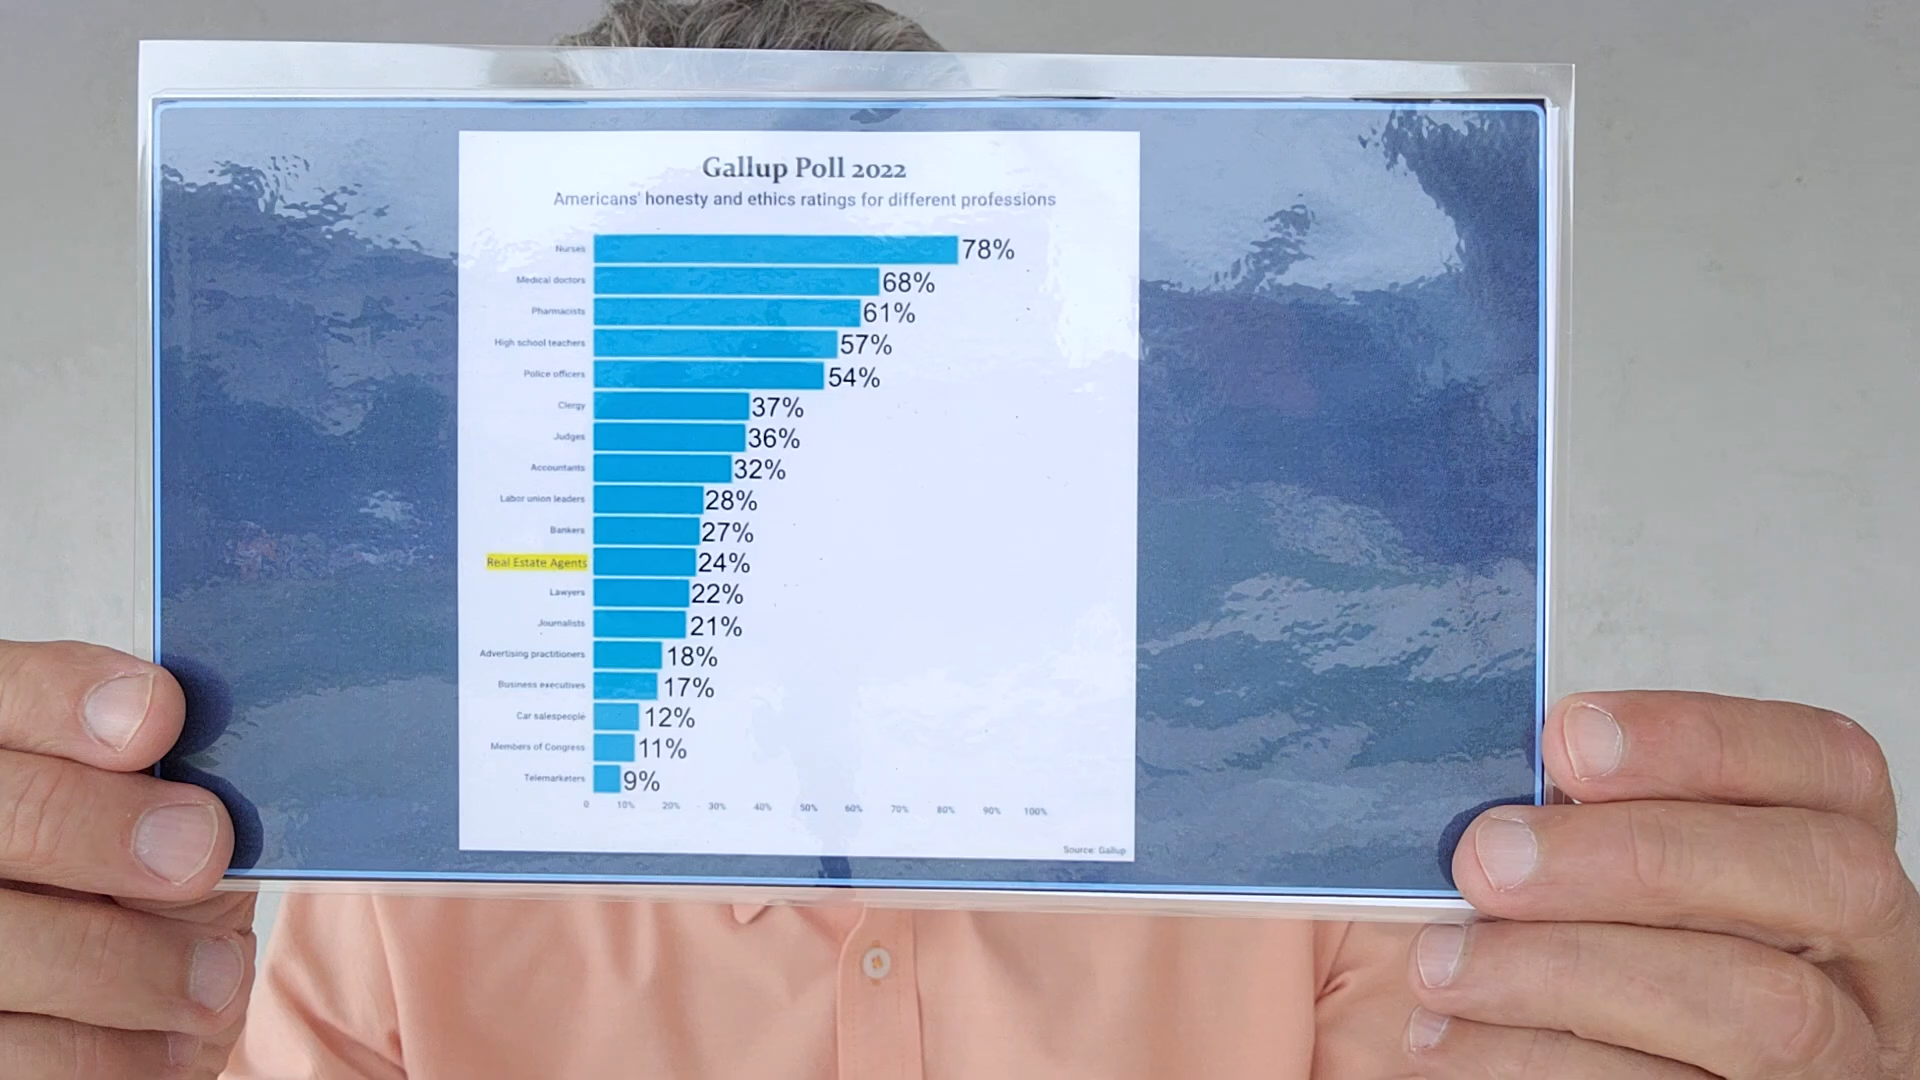 Gallup Poll 2022
Americans' honesty and ethics ratings for different professions
Nurses 78%
Medical doctors 68%
Pharmacists 61%
High school teachers 57%
Police officers 54%
Clergy 37%
Judges 36%
Accountants 32%
Labor union leaders 28%
Bankers 27%
Real Estate Agents 24%
Lawyers 22%
Journalists 21%
Advertising practitioners 18%
Business executives 17%
Car salespeople 12%
Members of Congress 11%
Telemarketers 9%
0 10% 20% 30% 40% 50% 60% 70% 80% 90% 100%
Source: Gallup